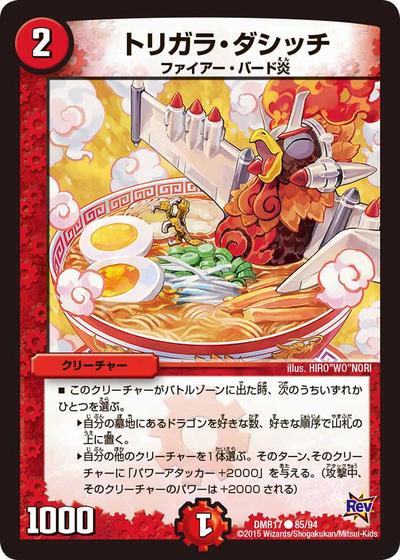 2
トリガラ・ダシッチ
ファイアー・バード炎
えん
クリーチャー
illus. HIRO"WO"NORI
■ このクリーチャーがバトルゾーンに出た時、次のうちいずれか
ひとつを選ぶ。
▶自分の墓地にあるドラゴンを好きな数、好きな順序で山札の
上に置く。
▶自分の他のクリーチャーを1体選ぶ。そのターン、そのクリー
チャーに「パワーアタッカー +2000」を与える。(攻撃中、
そのクリーチャーのパワーは +2000 される)
Rev
1000
1
DMR17 ● 85/94
©2015 Wizards/Shogakukan/Mitsui-Kids